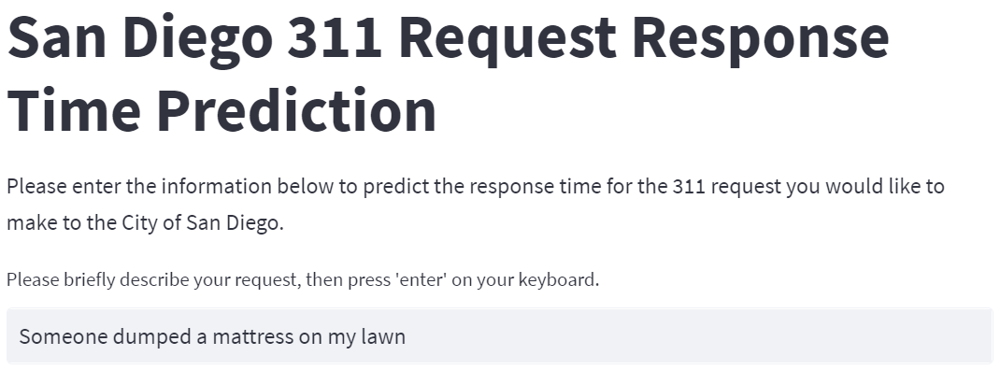 San Diego 311 Request Response
Time Prediction
Please enter the information below to predict the response time for the 311 request you would like to
make to the City of San Diego.
Please briefly describe your request, then press 'enter' on your keyboard.
Someone dumped a mattress on my lawn